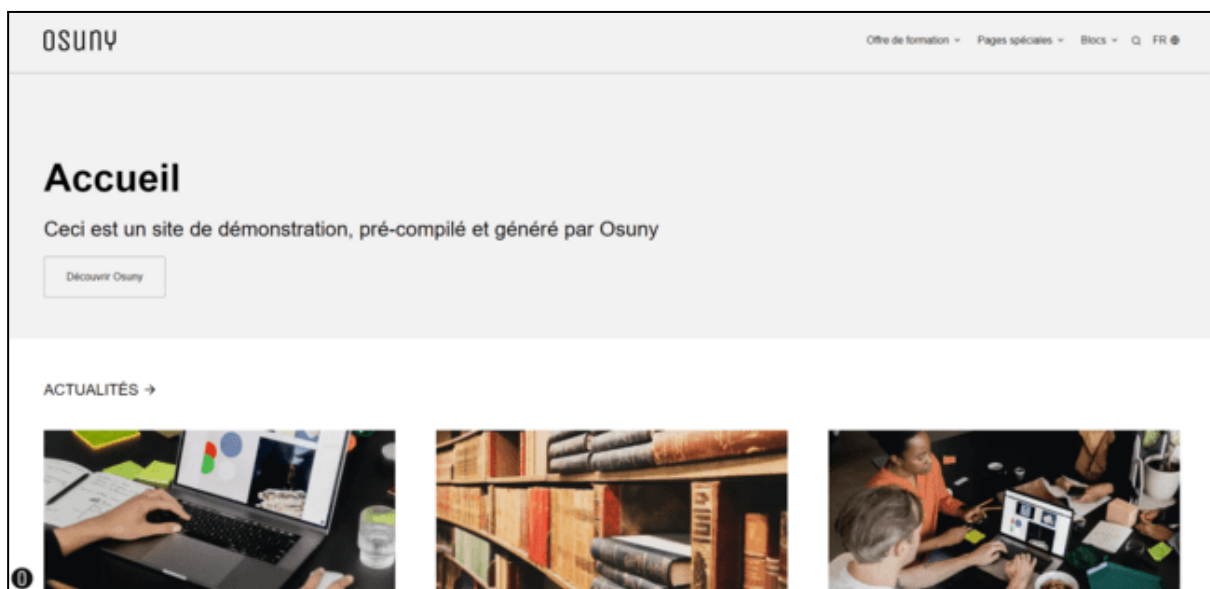 OSUNY
Offre de formation Pages spéciales Blocs FR
Accueil
Ceci est un site de démonstration, pré-compilé et généré par Osuny
Découvrir Osuny
ACTUALITÉS →